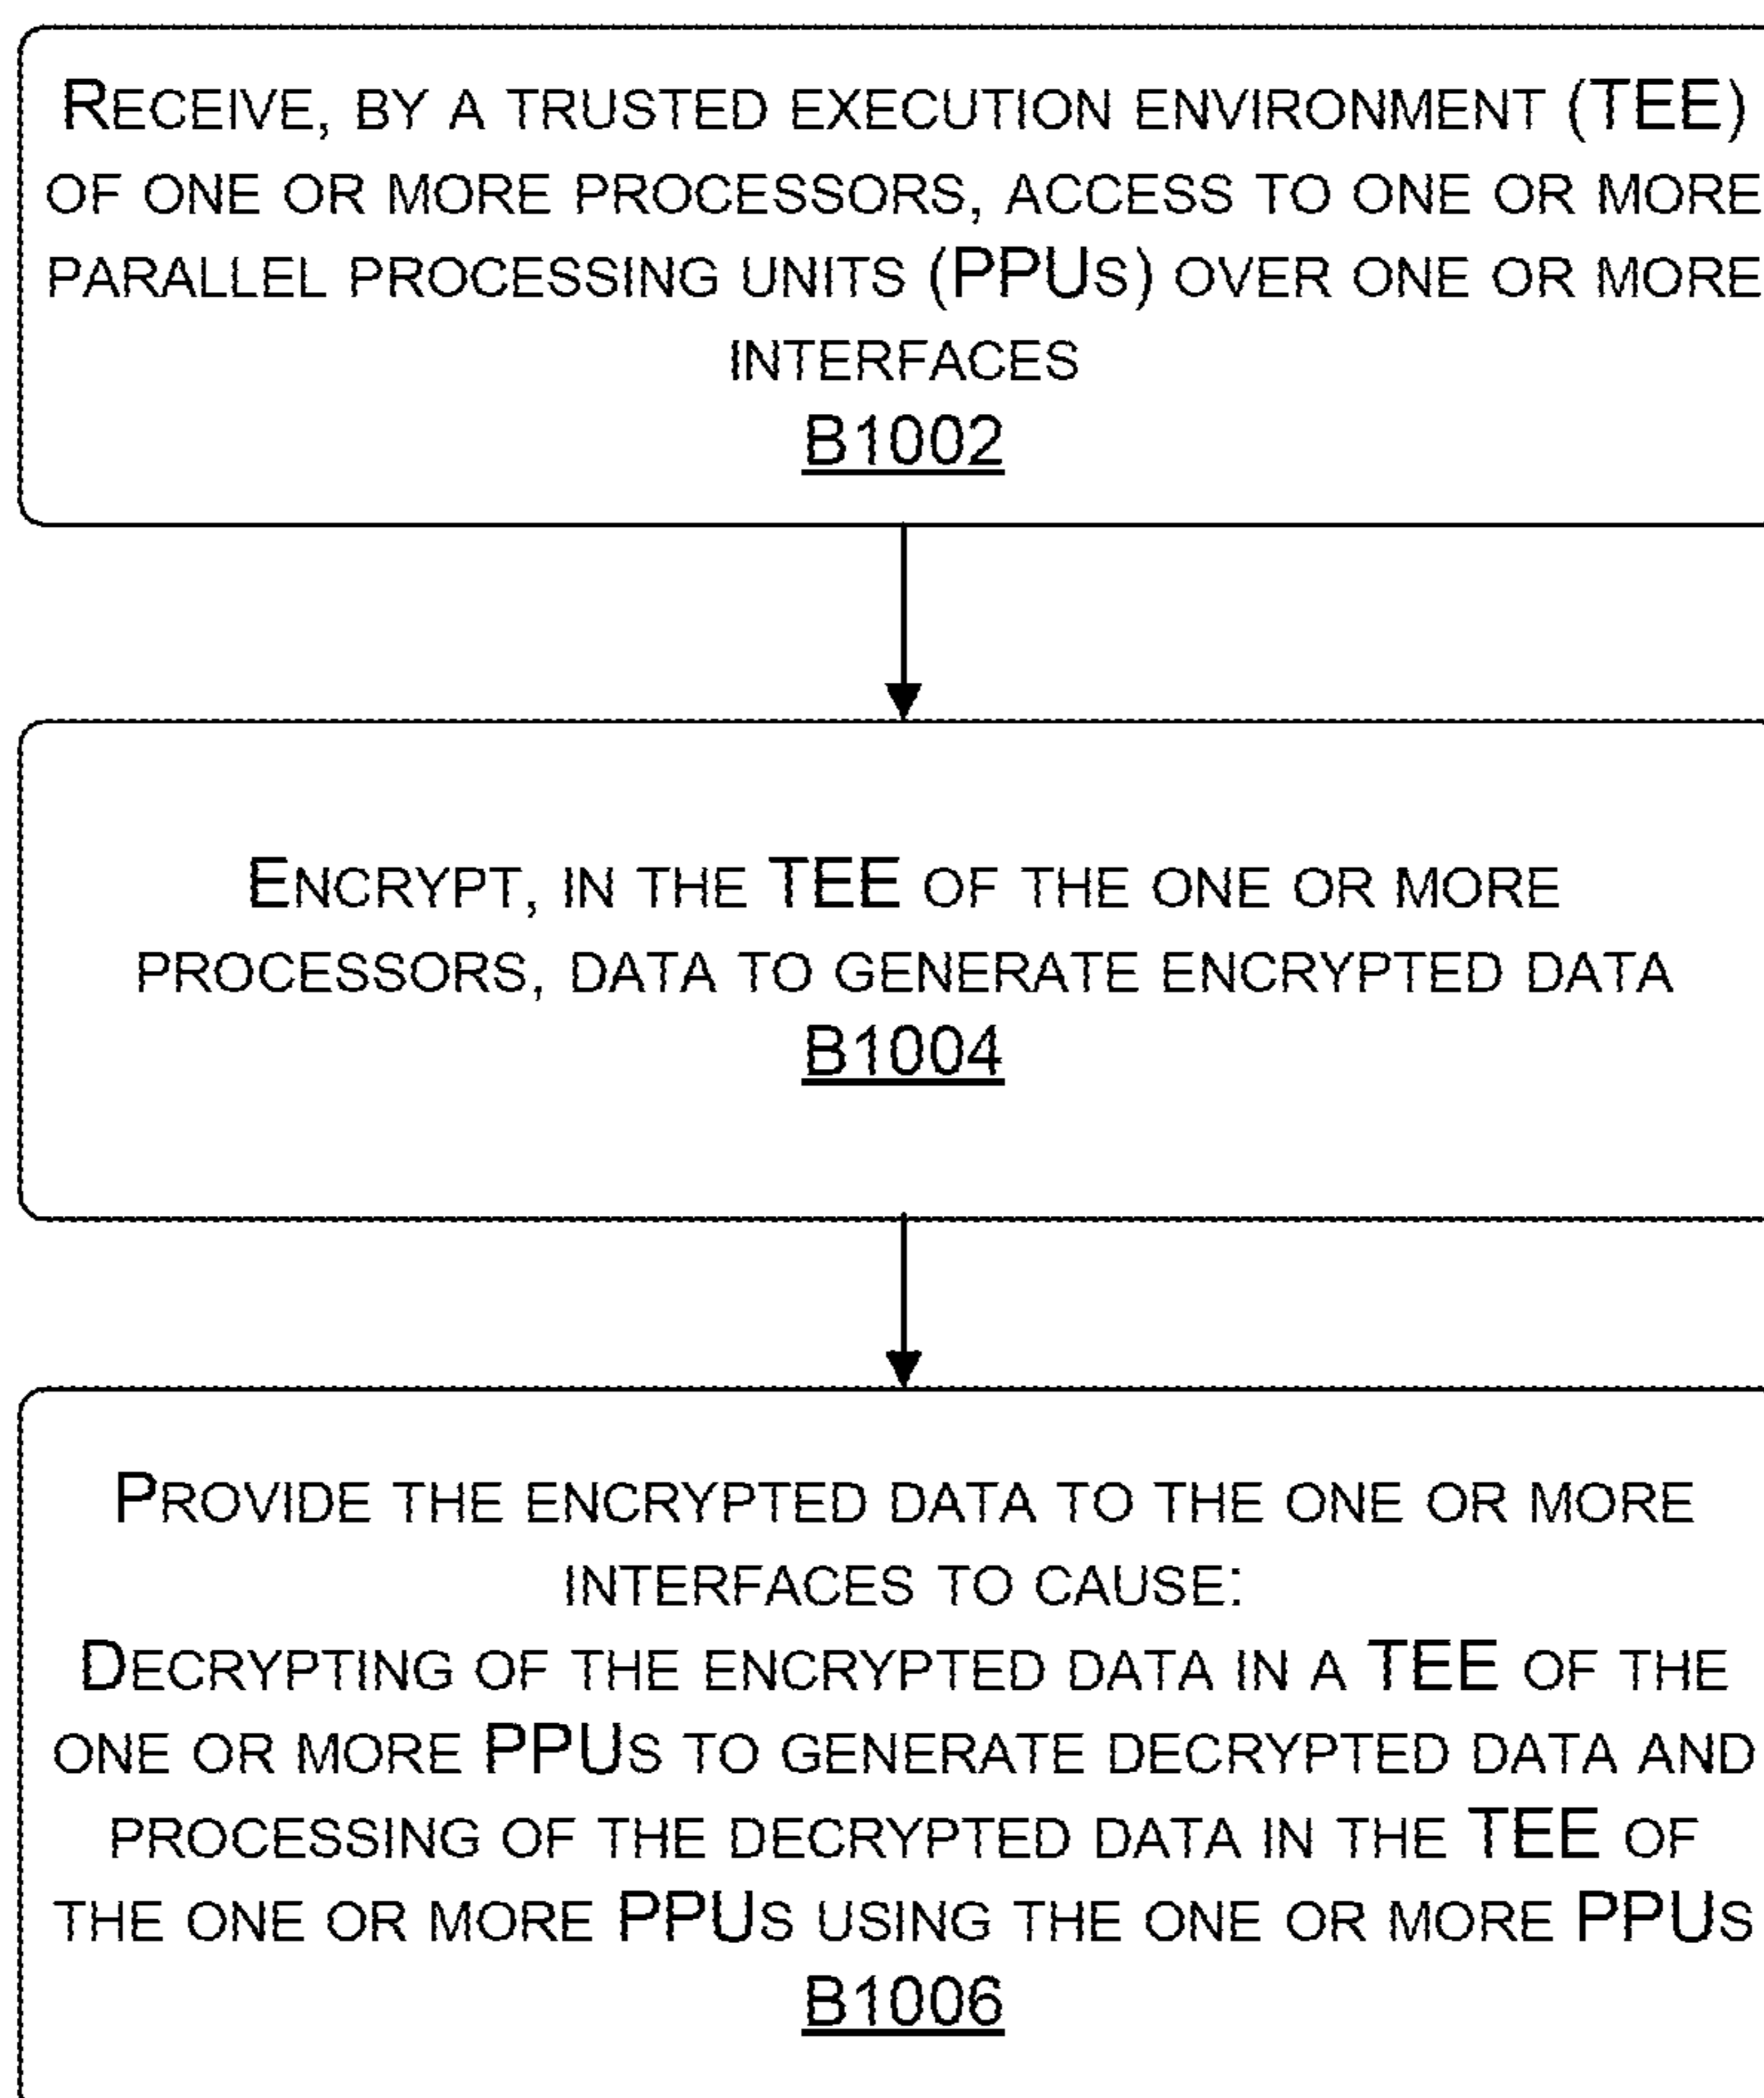 RECEIVE, BY A TRUSTED EXECUTION ENVIRONMENT (TEE)
OF ONE OR MORE PROCESSORS, ACCESS TO ONE OR MORE
PARALLEL PROCESSING UNITS (PPUS) OVER ONE OR MORE
INTERFACES
B1002
ENCRYPT, IN THE TEE OF THE ONE OR MORE
PROCESSORS, DATA TO GENERATE ENCRYPTED DATA
B1004
PROVIDE THE ENCRYPTED DATA TO THE ONE OR MORE
INTERFACES TO CAUSE:
DECRYPTING OF THE ENCRYPTED DATA IN A TEE OF THE
ONE OR MORE PPUS TO GENERATE DECRYPTED DATA AND
PROCESSING OF THE DECRYPTED DATA IN THE TEE OF
THE ONE OR MORE PPUS USING THE ONE OR MORE PPUS
B1006